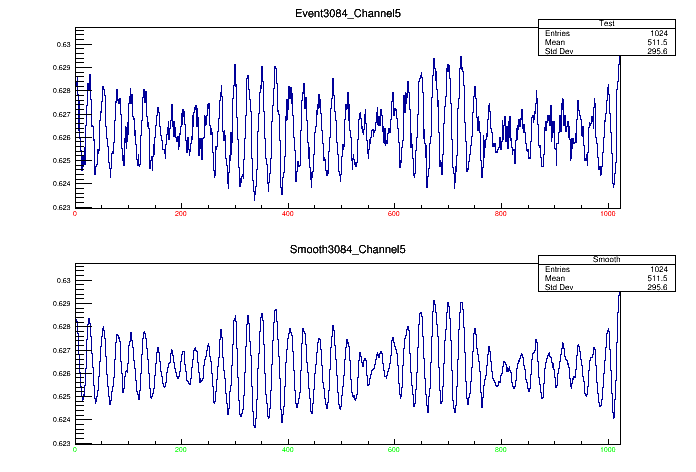 Event3084_Channel5
Test
Entries 1024
Mean 511.5
Std Dev 295.6
0.63
0.629
0.628
0.627
0.626
0.625
0.624
0.623
0 200 400 600 800 1000
Smooth3084_Channel5
Smooth
Entries 1024
Mean 511.5
Std Dev 295.6
0.63
0.629
0.628
0.627
0.626
0.625
0.624
0.623
0 200 400 600 800 1000